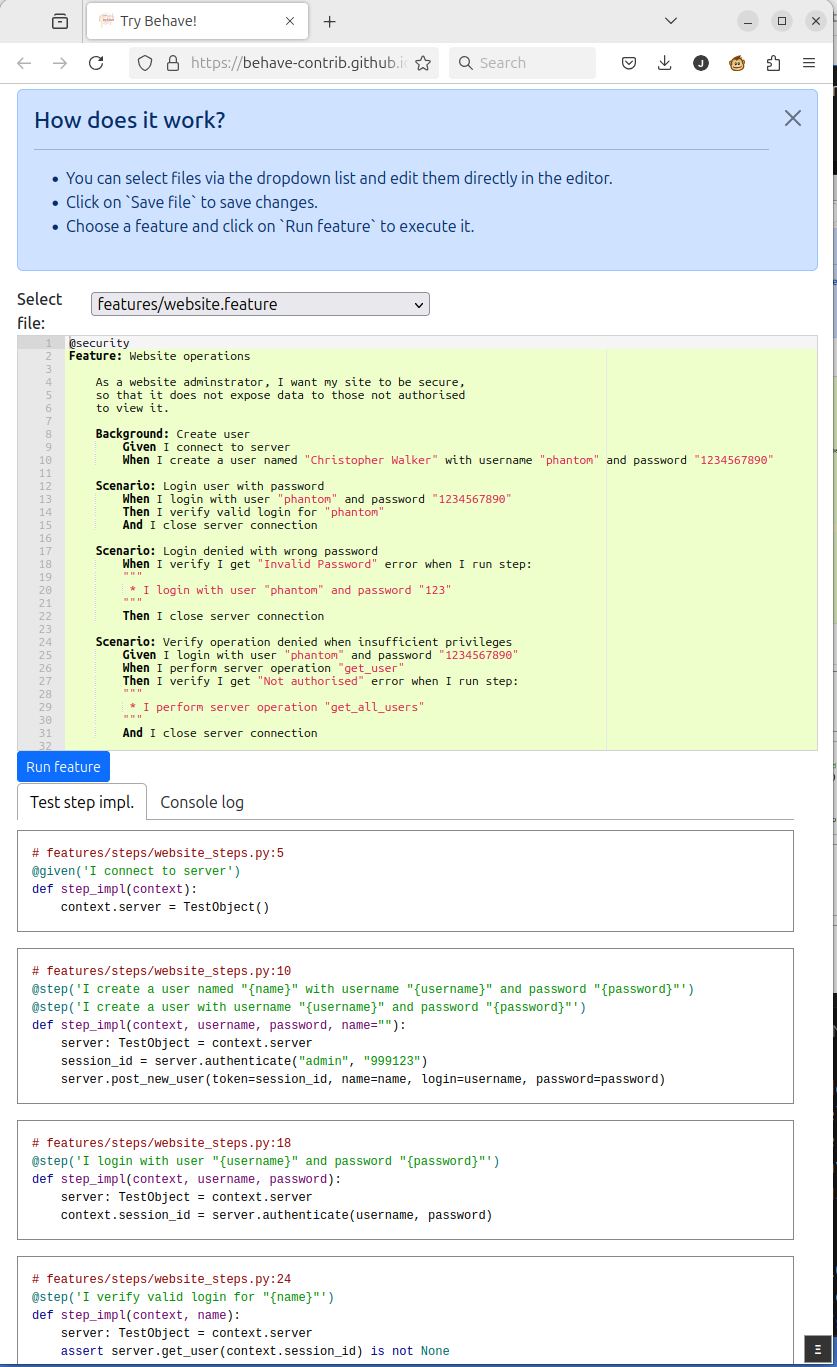 Try Behave!
https://behave-contrib.github.io
Search
J
How does it work?
• You can select files via the dropdown list and edit them directly in the editor.
• Click on `Save file` to save changes.
• Choose a feature and click on `Run feature` to execute it.
Select file:
features/website.feature
1 @security
2 Feature: Website operations
3
4 As a website adminstrator, I want my site to be secure,
5 so that it does not expose data to those not authorised
6 to view it.
7
8 Background: Create user
9 Given I connect to server
10 When I create a user named "Christopher Walker" with username "phantom" and password "1234567890"
11
12 Scenario: Login user with password
13 When I login with user "phantom" and password "1234567890"
14 Then I verify valid login for "phantom"
15 And I close server connection
16
17 Scenario: Login denied with wrong password
18 When I verify I get "Invalid Password" error when I run step:
19 """
20 * I login with user "phantom" and password "123"
21 """
22 Then I close server connection
23
24 Scenario: Verify operation denied when insufficient privileges
25 Given I login with user "phantom" and password "1234567890"
26 When I perform server operation "get_user"
27 Then I verify I get "Not authorised" error when I run step:
28 """
29 * I perform server operation "get_all_users"
30 """
31 And I close server connection
32
Run feature
Test step impl. Console log
# features/steps/website_steps.py:5
@given('I connect to server')
def step_impl(context):
    context.server = TestObject()
# features/steps/website_steps.py:10
@step('I create a user named "{name}" with username "{username}" and password "{password}"')
@step('I create a user with username "{username}" and password "{password}"')
def step_impl(context, username, password, name=""):
    server: TestObject = context.server
    session_id = server.authenticate("admin", "999123")
    server.post_new_user(token=session_id, name=name, login=username, password=password)
# features/steps/website_steps.py:18
@step('I login with user "{username}" and password "{password}"')
def step_impl(context, username, password):
    server: TestObject = context.server
    context.session_id = server.authenticate(username, password)
# features/steps/website_steps.py:24
@step('I verify valid login for "{name}"')
def step_impl(context, name):
    server: TestObject = context.server
    assert server.get_user(context.session_id) is not None